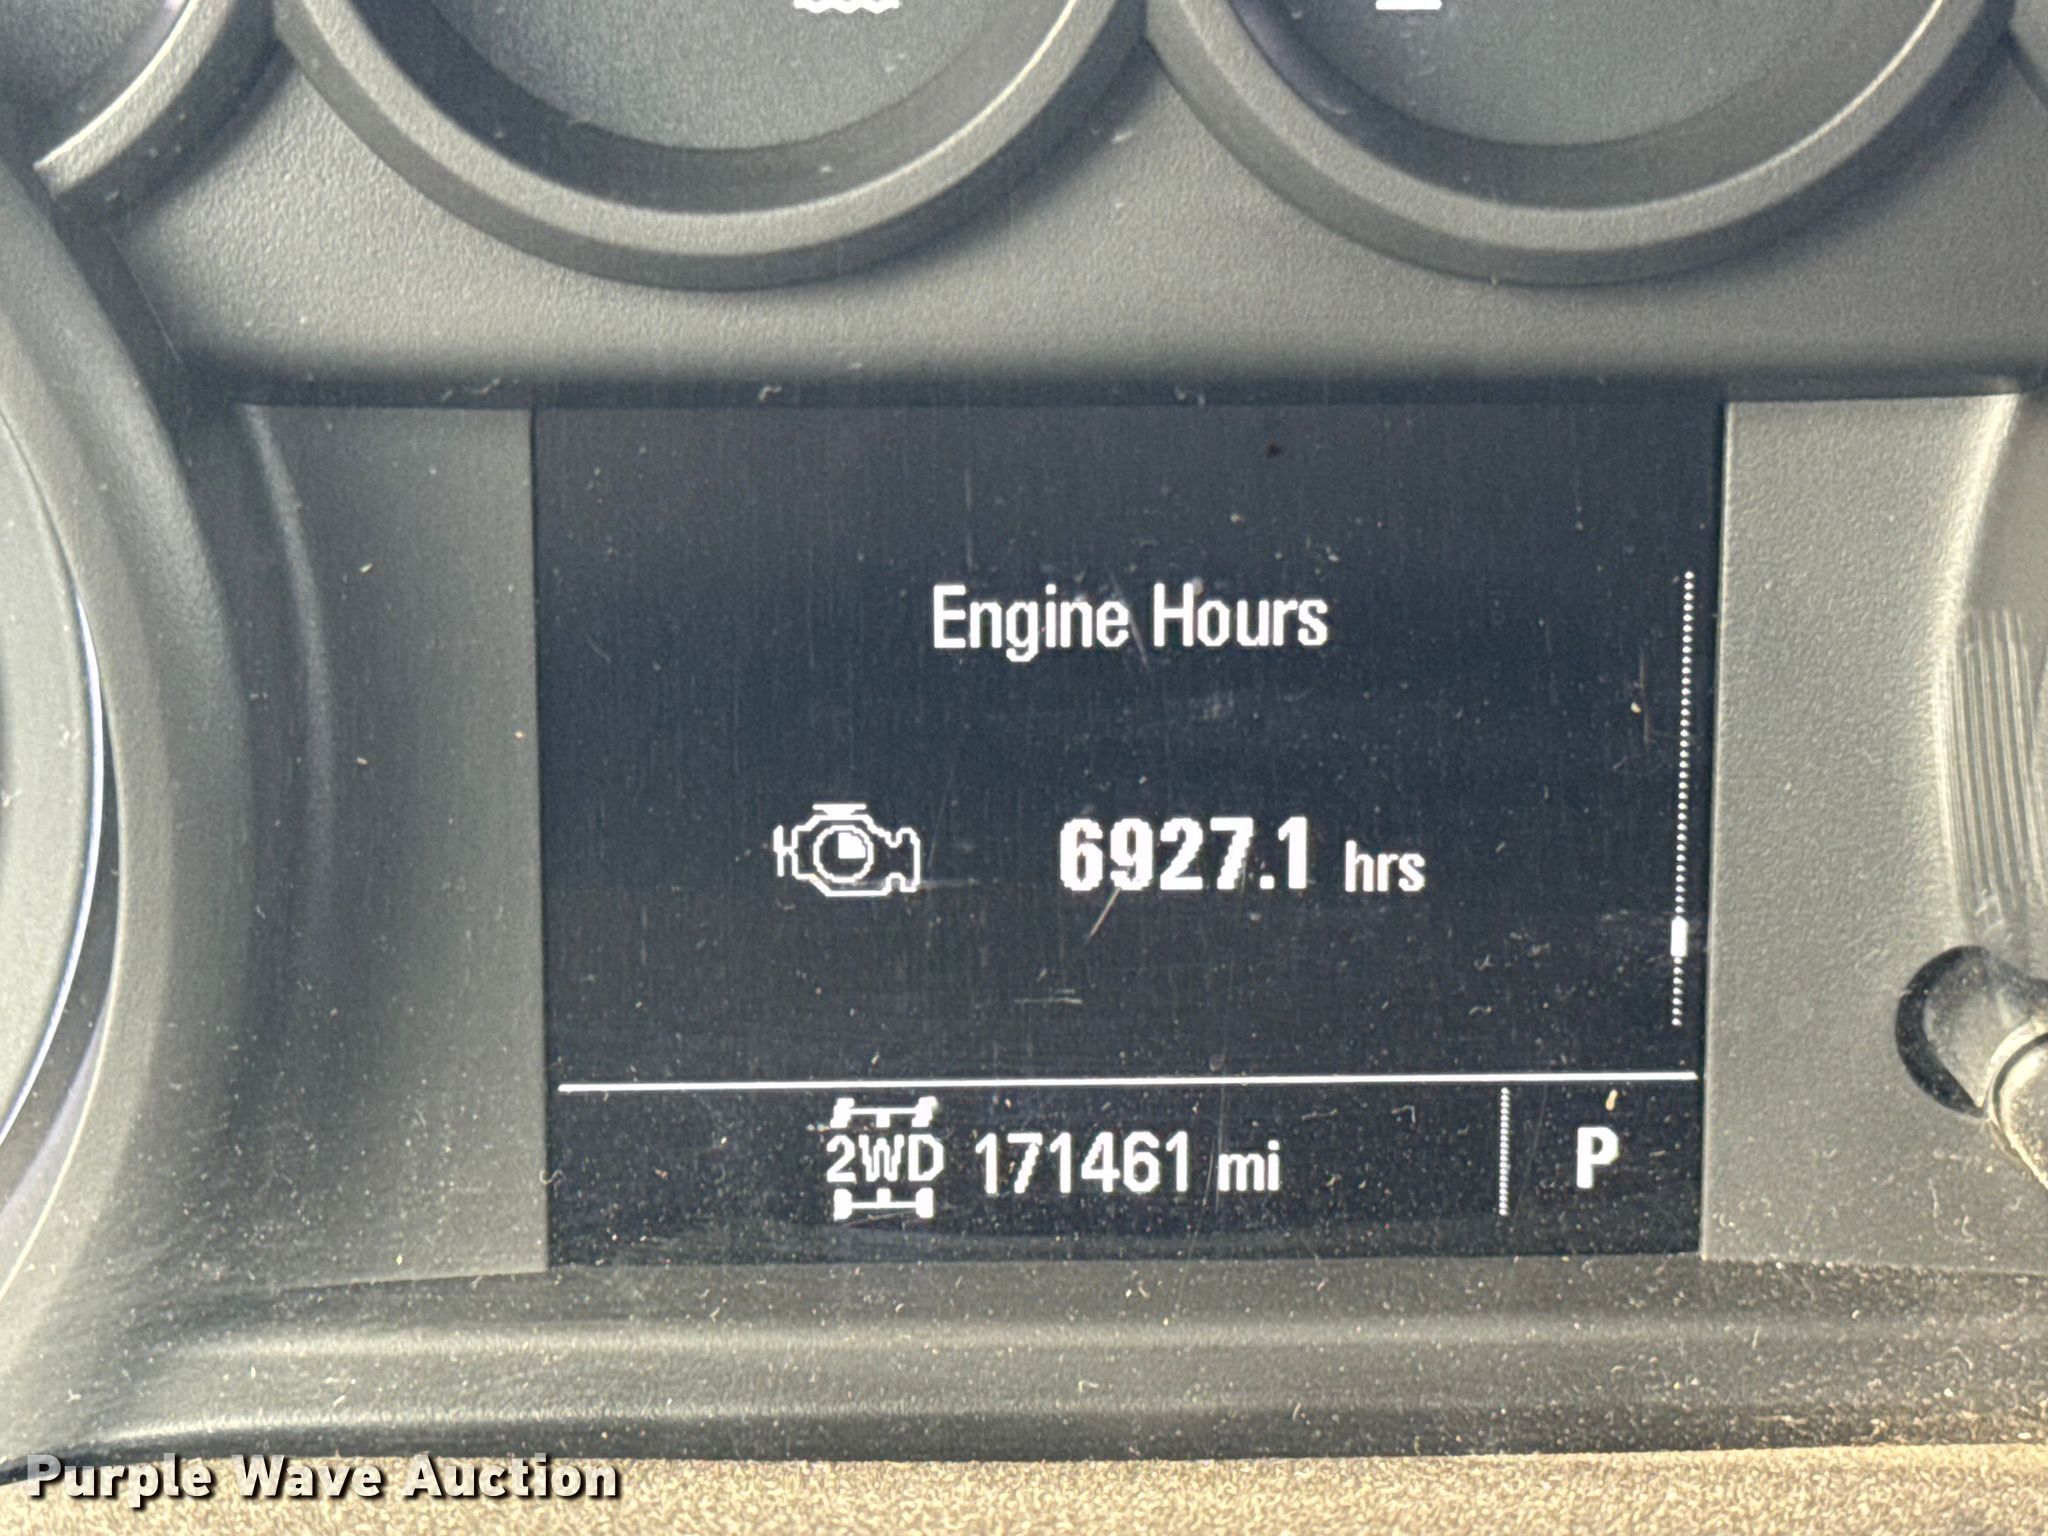 Engine Hours
6927.1 hrs
2WD 171461 mi P
Purple Wave Auction